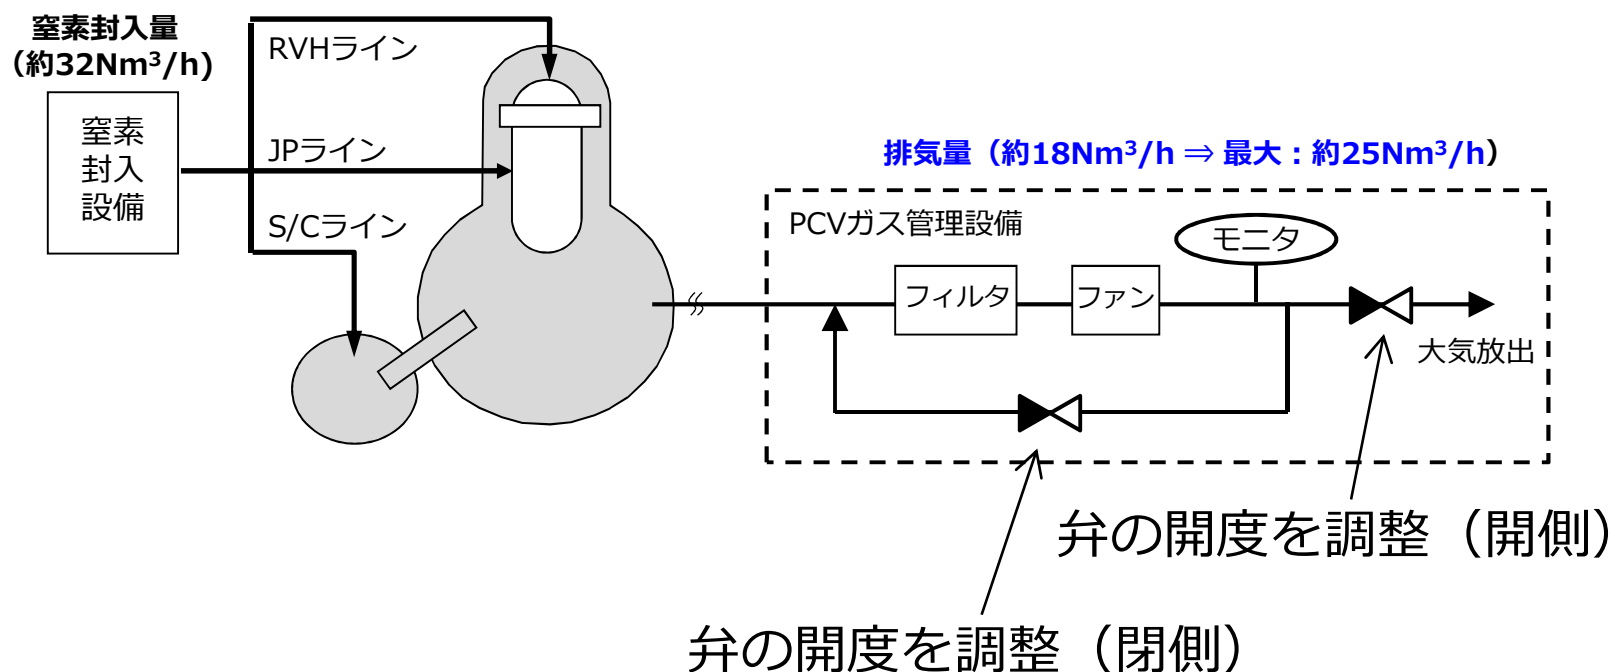 窒素封入量
（約32Nm³/h）
窒素
封入
設備
RVHライン
JPライン
S/Cライン
排気量（約18Nm³/h ⇒ 最大：約25Nm³/h）
PCVガス管理設備
モニタ
フィルタ
ファン
大気放出
弁の開度を調整（開側）
弁の開度を調整（閉側）